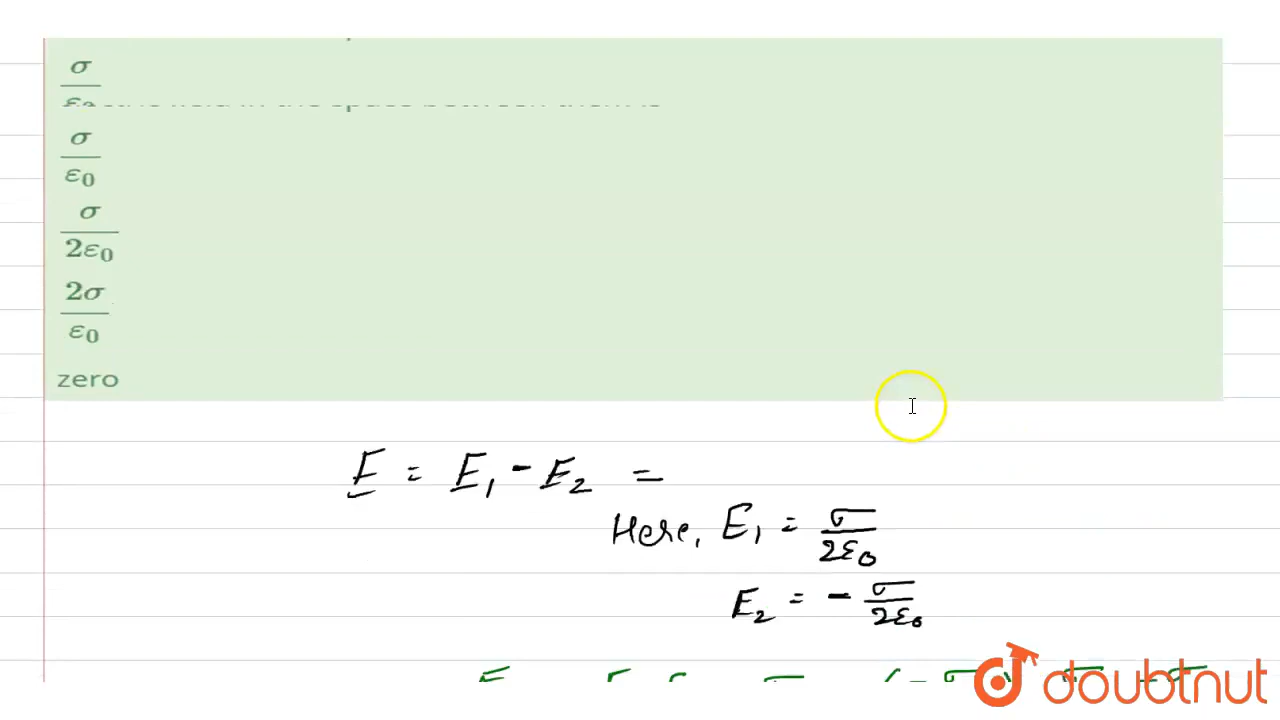 σ
σ
ε0
σ
2ε0
2σ
ε0
zero
E = E1 - E2 =
Here, E1 = σ
2ε0
E2 = - σ
2ε0
doubtnut